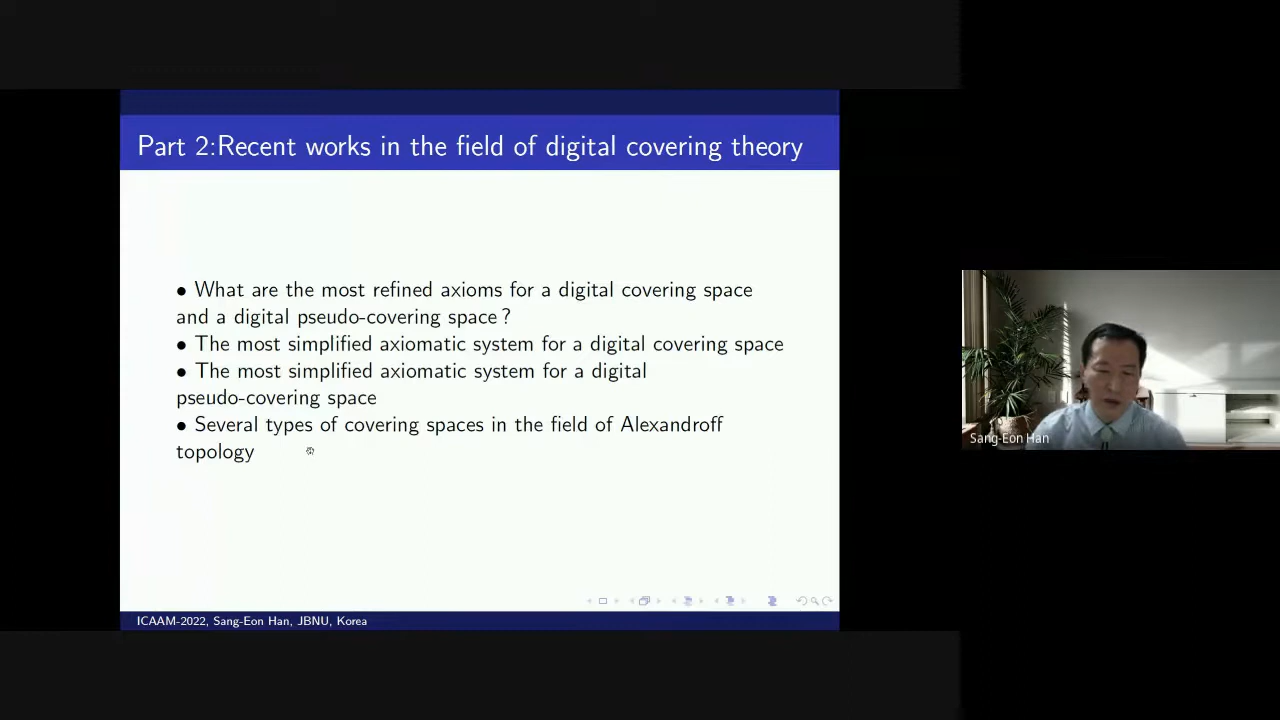 Part 2:Recent works in the field of digital covering theory
• What are the most refined axioms for a digital covering space
and a digital pseudo-covering space ?
• The most simplified axiomatic system for a digital covering space
• The most simplified axiomatic system for a digital
pseudo-covering space
• Several types of covering spaces in the field of Alexandroff
topology
ICAAM-2022, Sang-Eon Han, JBNU, Korea
Sang-Eon Han